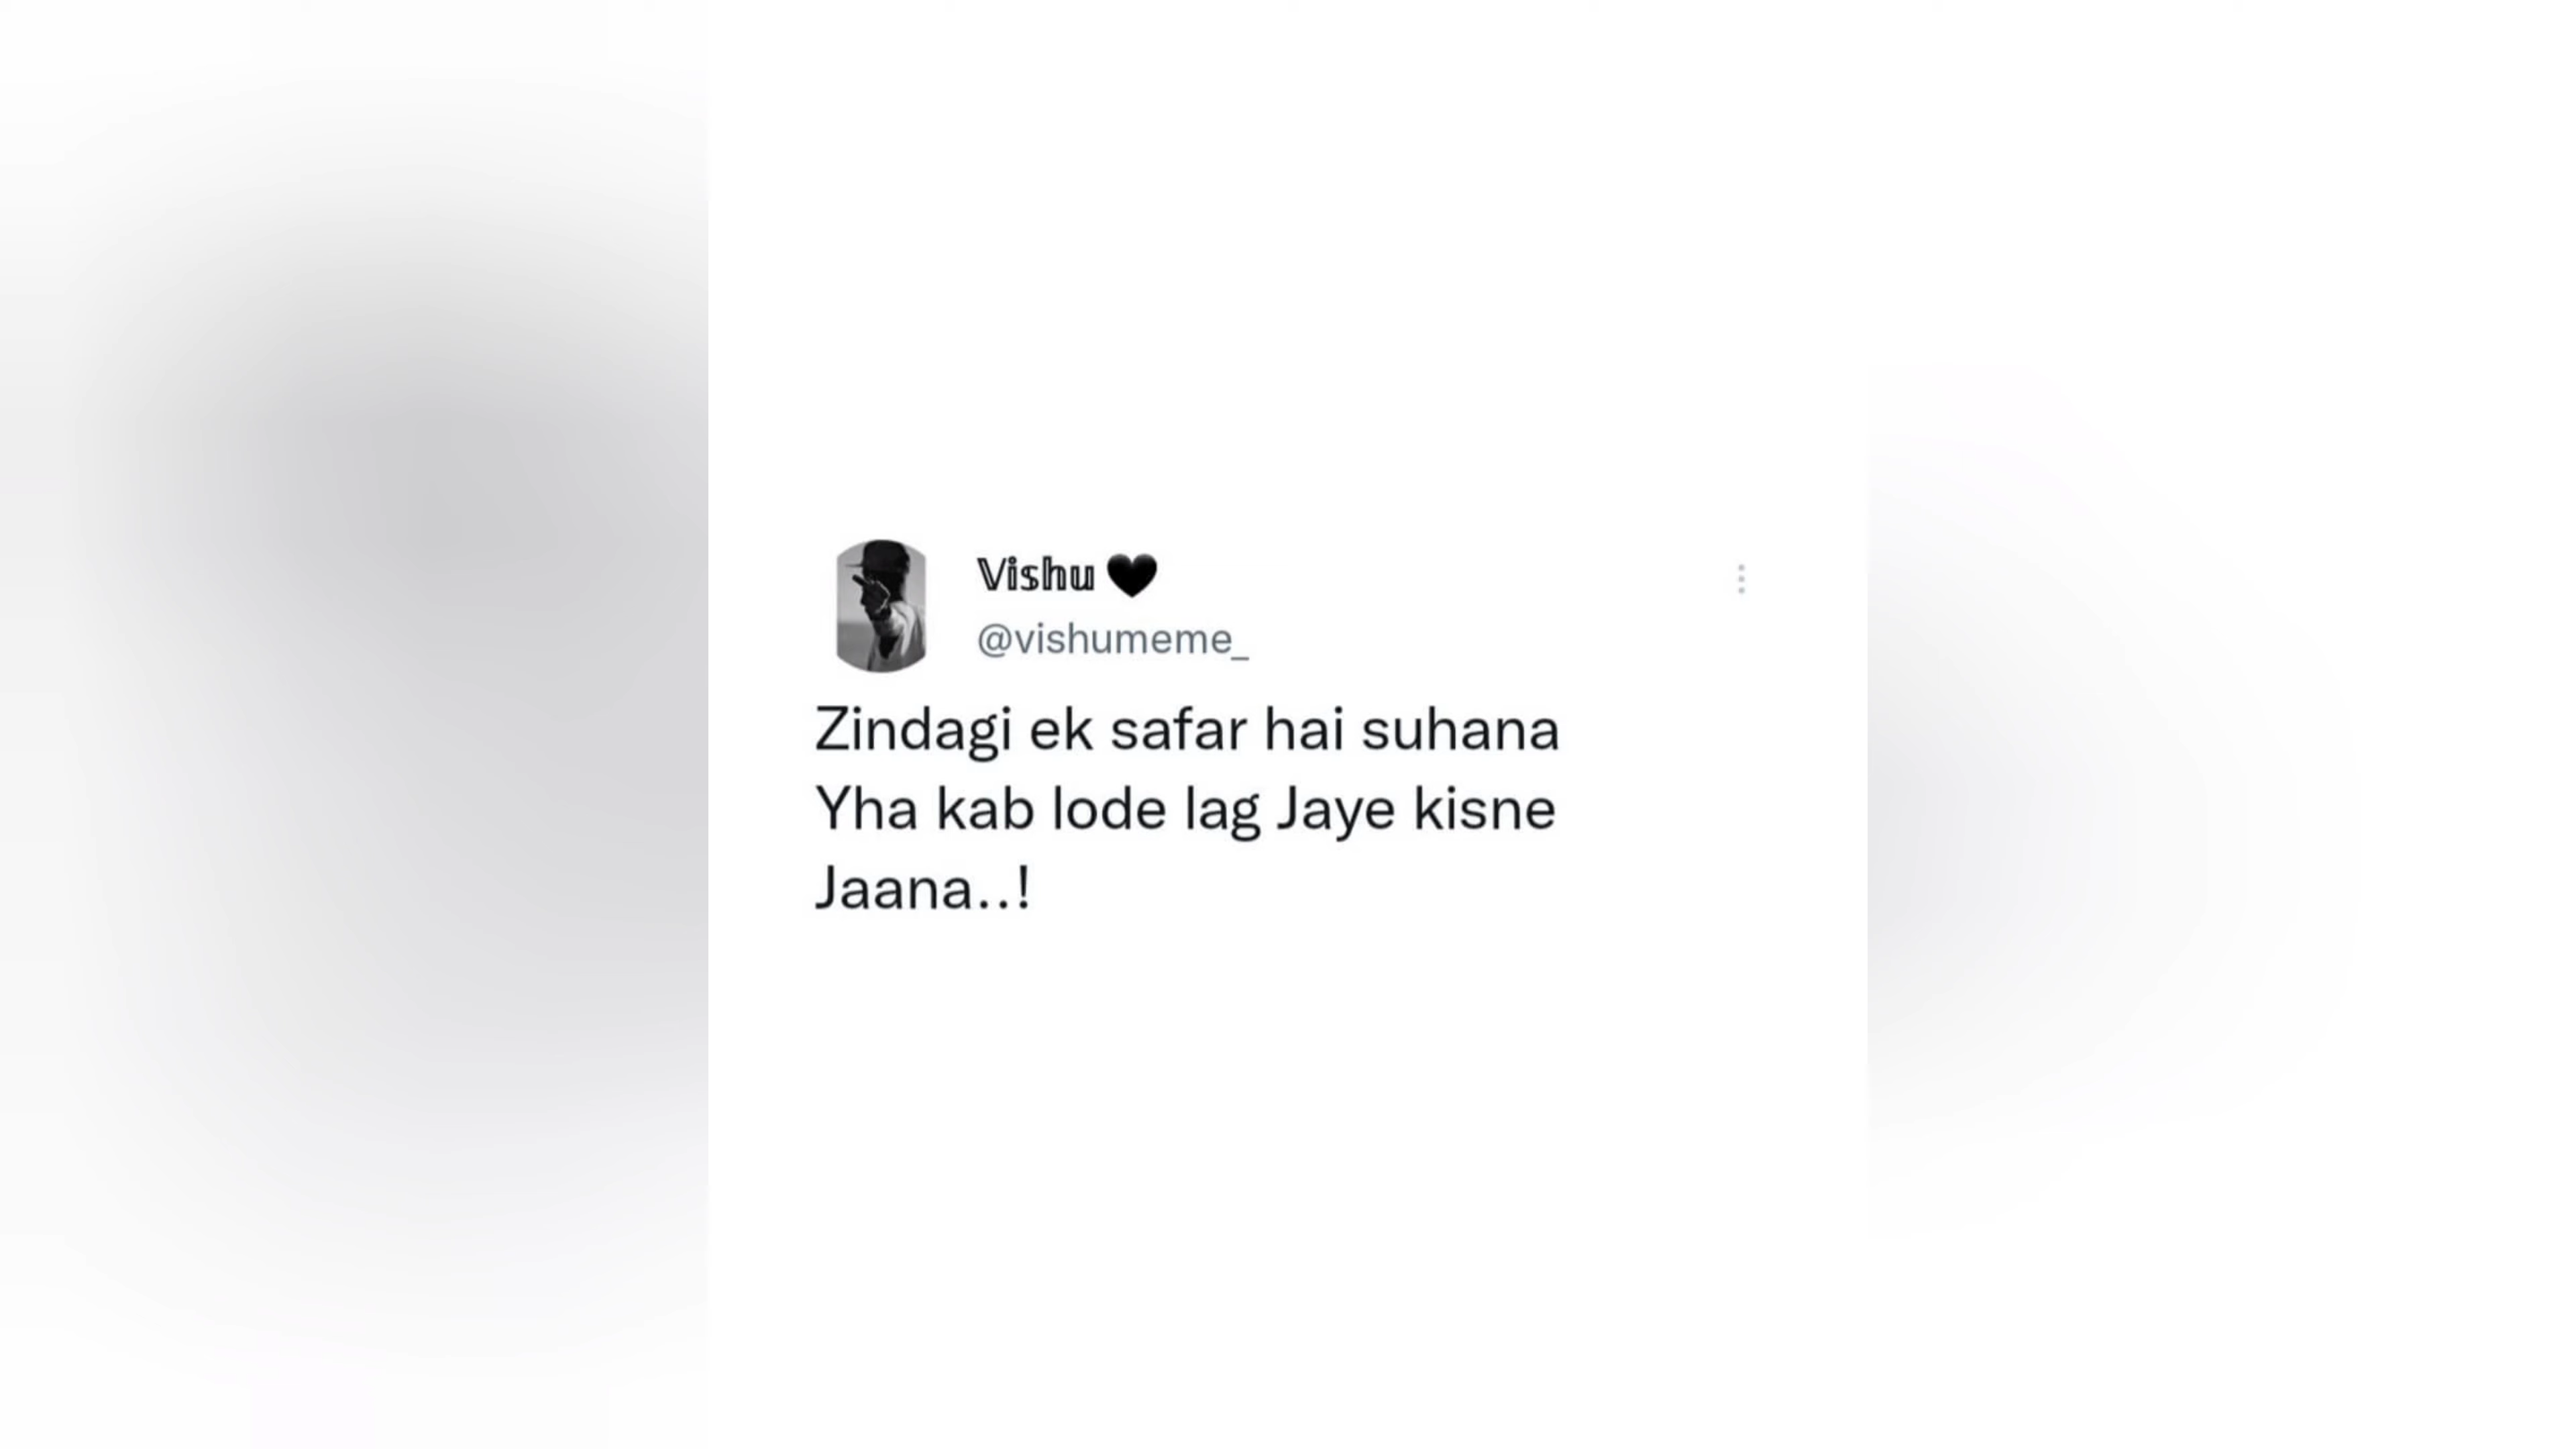 Vishu 🖤
@vishumeme_
Zindagi ek safar hai suhana
Yha kab lode lag Jaye kisne
Jaana..!